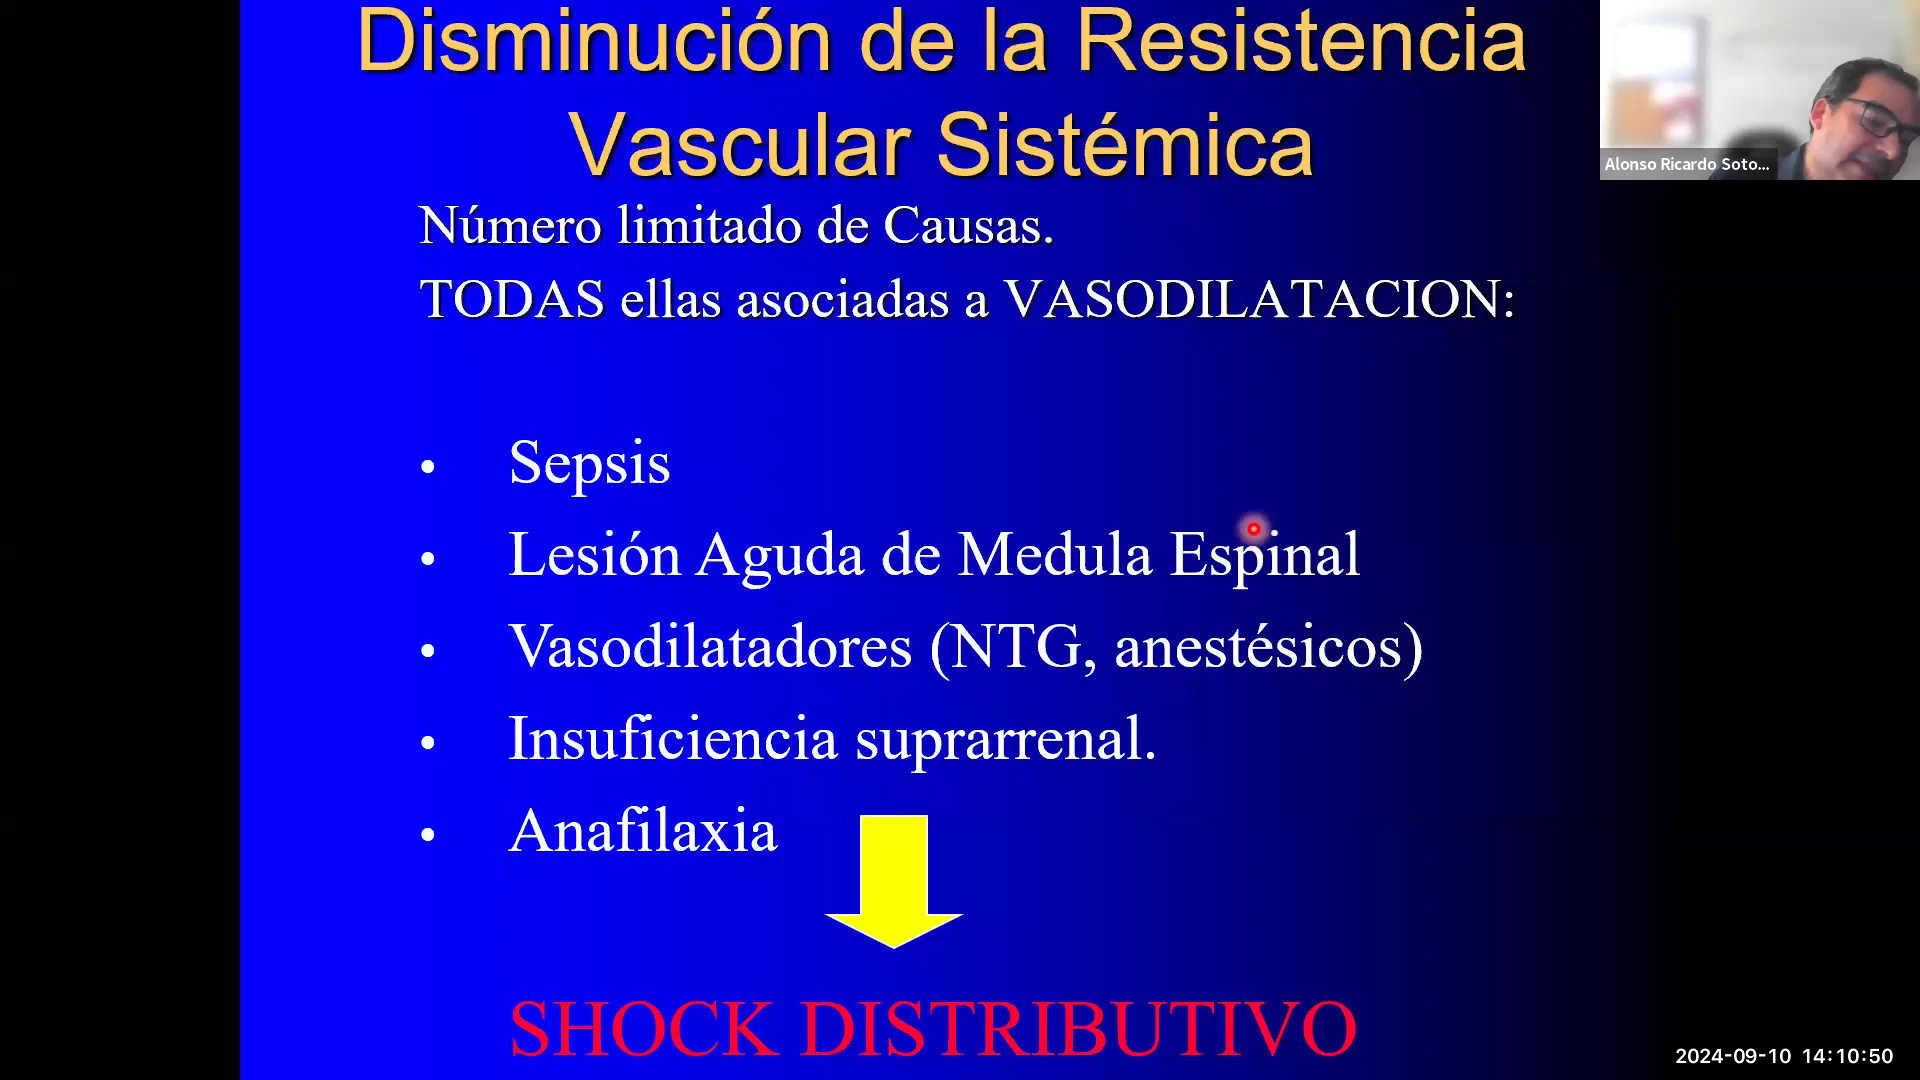 Disminución de la Resistencia
Vascular Sistémica
Número limitado de Causas.
TODAS ellas asociadas a VASODILATACION:
• Sepsis
• Lesión Aguda de Medula Espinal
• Vasodilatadores (NTG, anestésicos)
• Insuficiencia suprarrenal.
• Anafilaxia
SHOCK DISTRIBUTIVO
Alonso Ricardo Soto...
2024-09-10 14:10:50